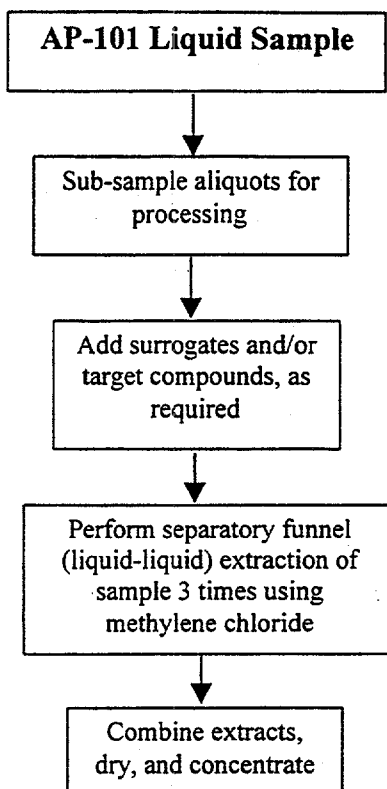 AP-101 Liquid Sample
Sub-sample aliquots for
processing
Add surrogates and/or
target compounds, as
required
Perform separatory funnel
(liquid-liquid) extraction of
sample 3 times using
methylene chloride
Combine extracts,
dry, and concentrate